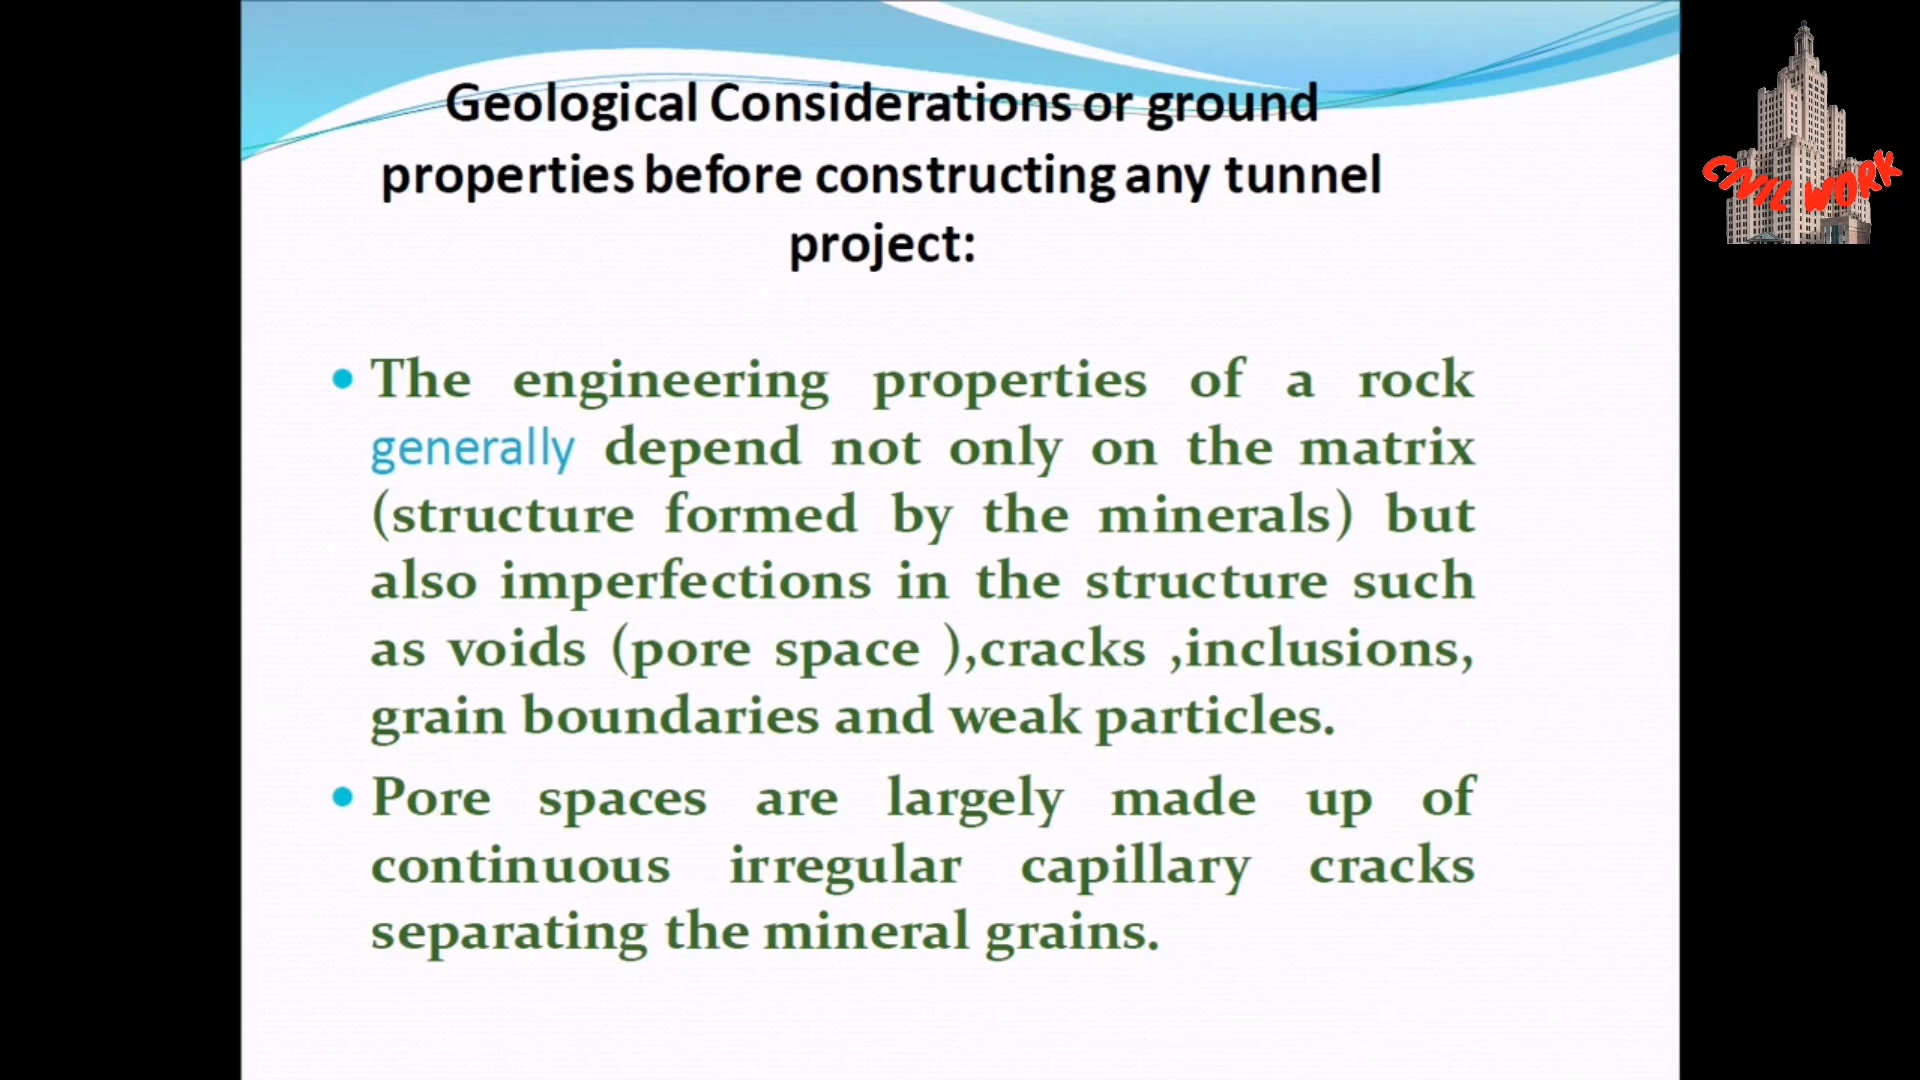 Geological Considerations or ground
properties before constructing any tunnel
project:
• The engineering properties of a rock
generally depend not only on the matrix
(structure formed by the minerals) but
also imperfections in the structure such
as voids (pore space ),cracks ,inclusions,
grain boundaries and weak particles.
• Pore spaces are largely made up of
continuous irregular capillary cracks
separating the mineral grains.
CIVIL WORK